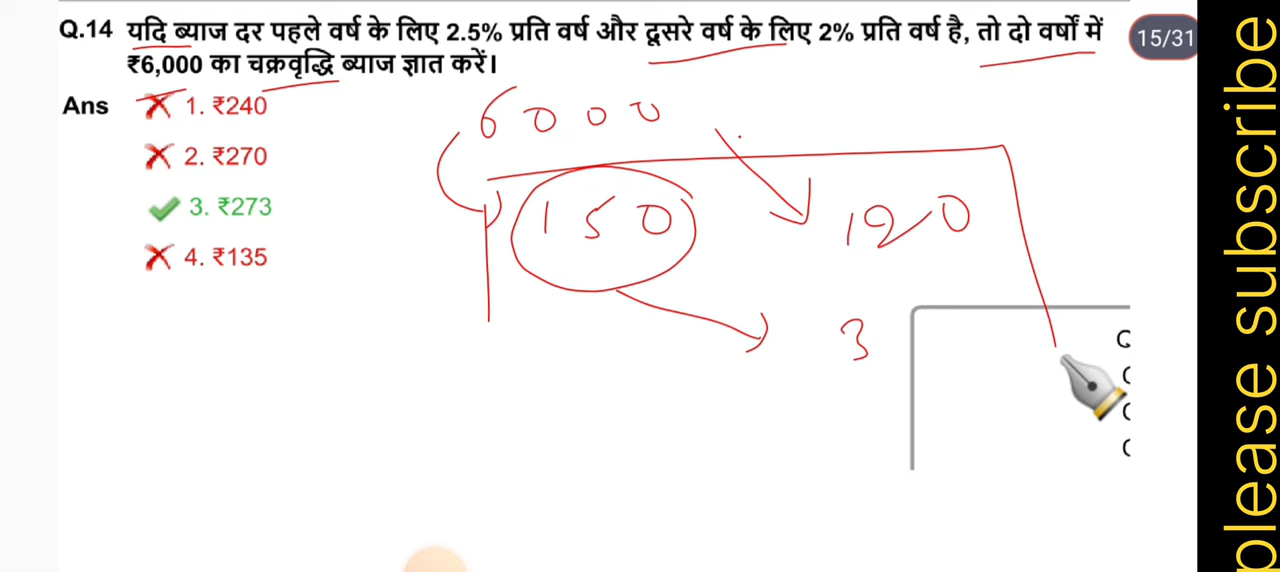 Q.14 यदि ब्याज दर पहले वर्ष के लिए 2.5% प्रति वर्ष और दूसरे वर्ष के लिए 2% प्रति वर्ष है, तो दो वर्षों में
₹6,000 का चक्रवृद्धि ब्याज ज्ञात करें।
15/31
Ans 1. ₹240
2. ₹270
3. ₹273
4. ₹135
6000
150
120
3
Q
please subscribe